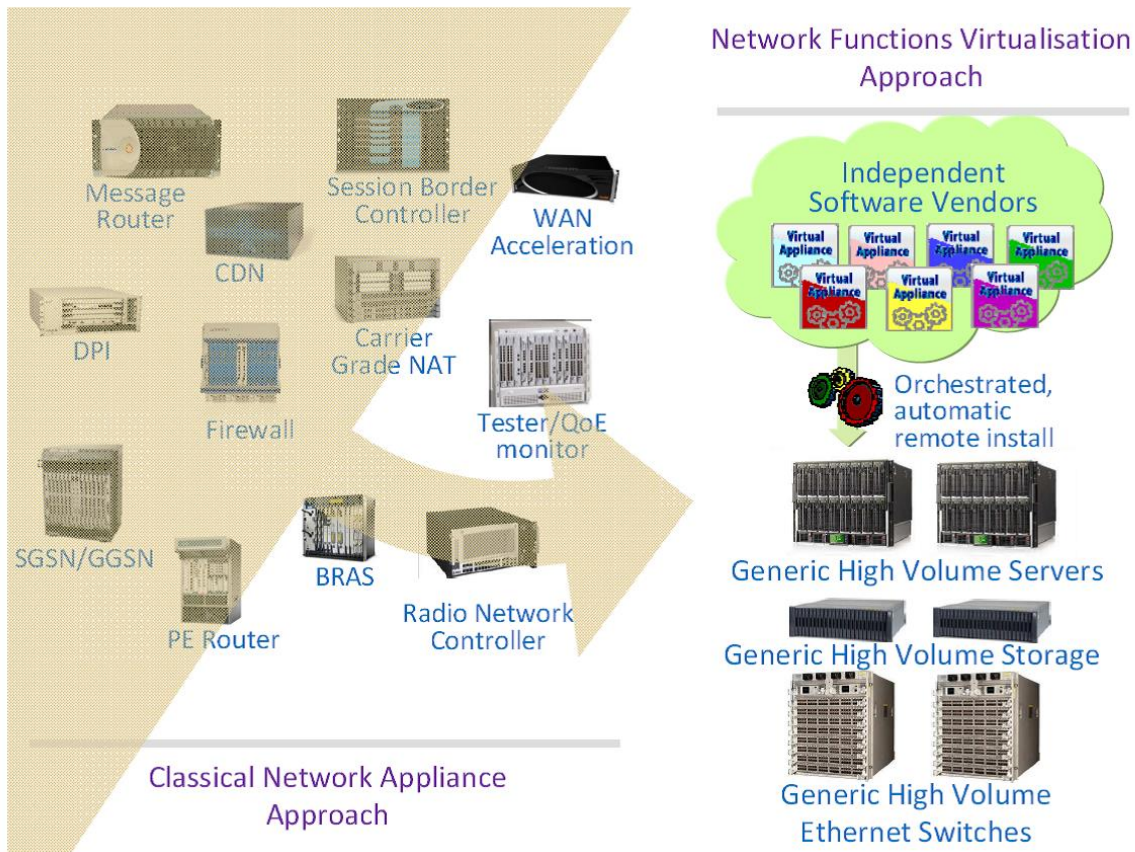 Network Functions Virtualisation
Approach
Message
Router
Session Border
Controller
WAN
Acceleration
CDN
DPI
Carrier
Grade NAT
Firewall
Tester/QoE
monitor
SGSN/GGSN
PE Router
BRAS
Radio Network
Controller
Classical Network Appliance
Approach
Independent
Software Vendors
Virtual
Appliance
Virtual
Appliance
Virtual
Appliance
Virtual
Appliance
Virtual
Appliance
Virtual
Appliance
Virtual
Appliance
Orchestrated,
automatic
remote install
Generic High Volume Servers
Generic High Volume Storage
Generic High Volume
Ethernet Switches